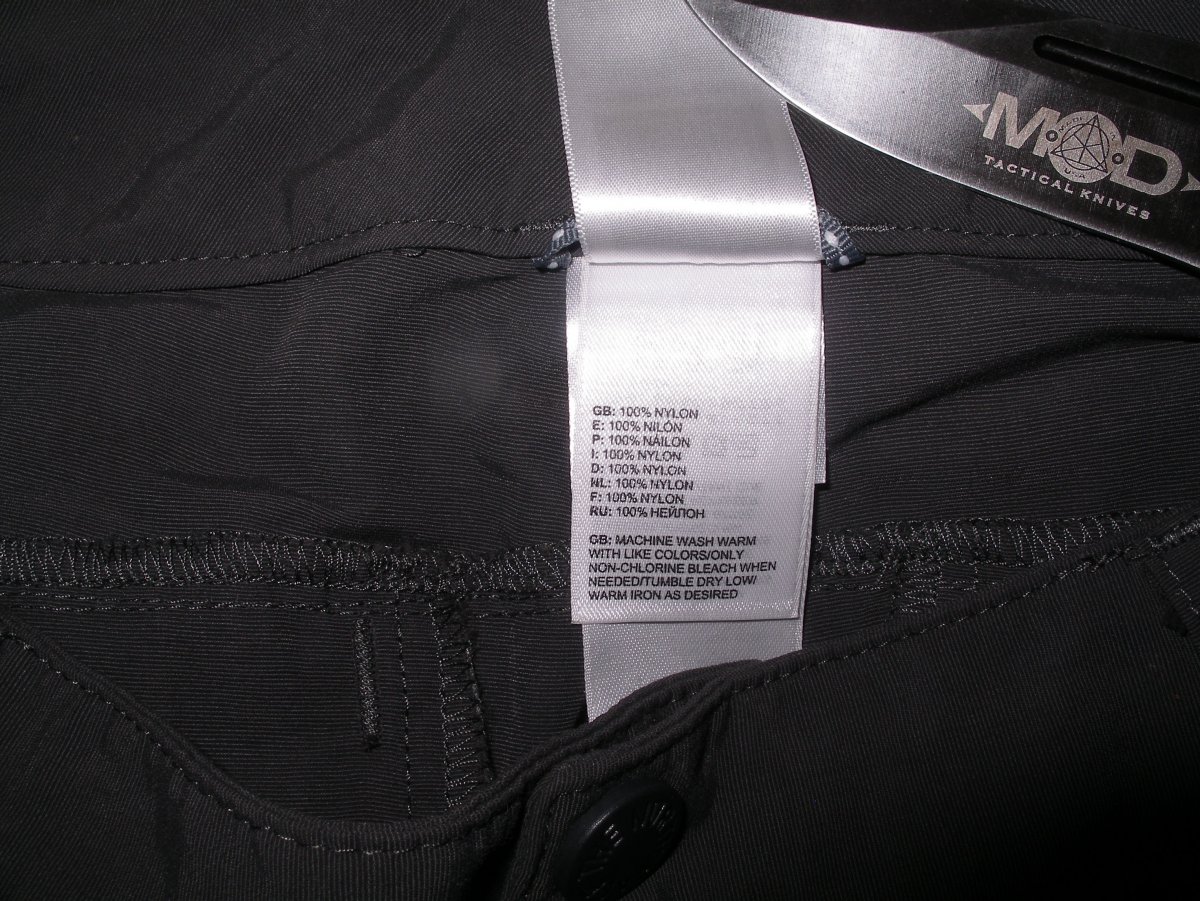 MOD
TACTICAL KNIVES
GB: 100% NYLON
E: 100% NILÓN
P: 100% NÁILON
I: 100% NYLON
D: 100% NYLON
NL: 100% NYLON
F: 100% NYLON
RU: 100% НЕЙЛОН
GB: MACHINE WASH WARM
WITH LIKE COLORS/ONLY
NON-CHLORINE BLEACH WHEN
NEEDED/TUMBLE DRY LOW/
WARM IRON AS DESIRED